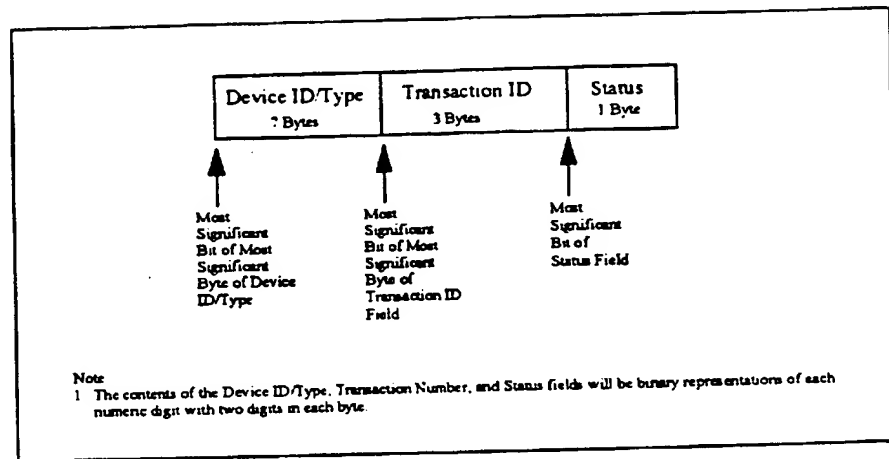 Device ID/Type Transaction ID Status
Bytes 3 Bytes 1 Byte
Most
Significant
Bit of Most
Significant
Byte of Device
ID/Type
Most
Significant
Bit of Most
Significant
Byte of
Transaction ID
Field
Most
Significant
Bit of
Status Field
Note
1 The contents of the Device ID/Type, Transaction Number, and Status fields will be binary representations of each
numeric digit with two digits in each byte.